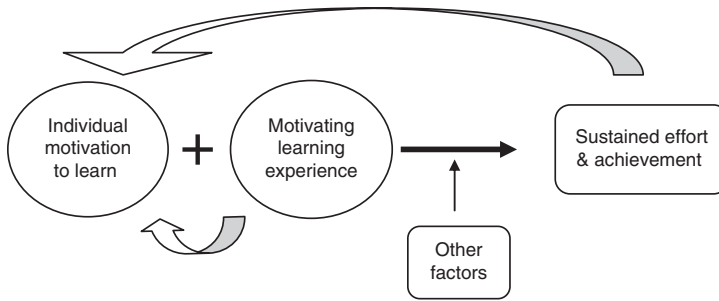 Individual
motivation
to learn
+
Motivating
learning
experience
Sustained effort
& achievement
Other
factors